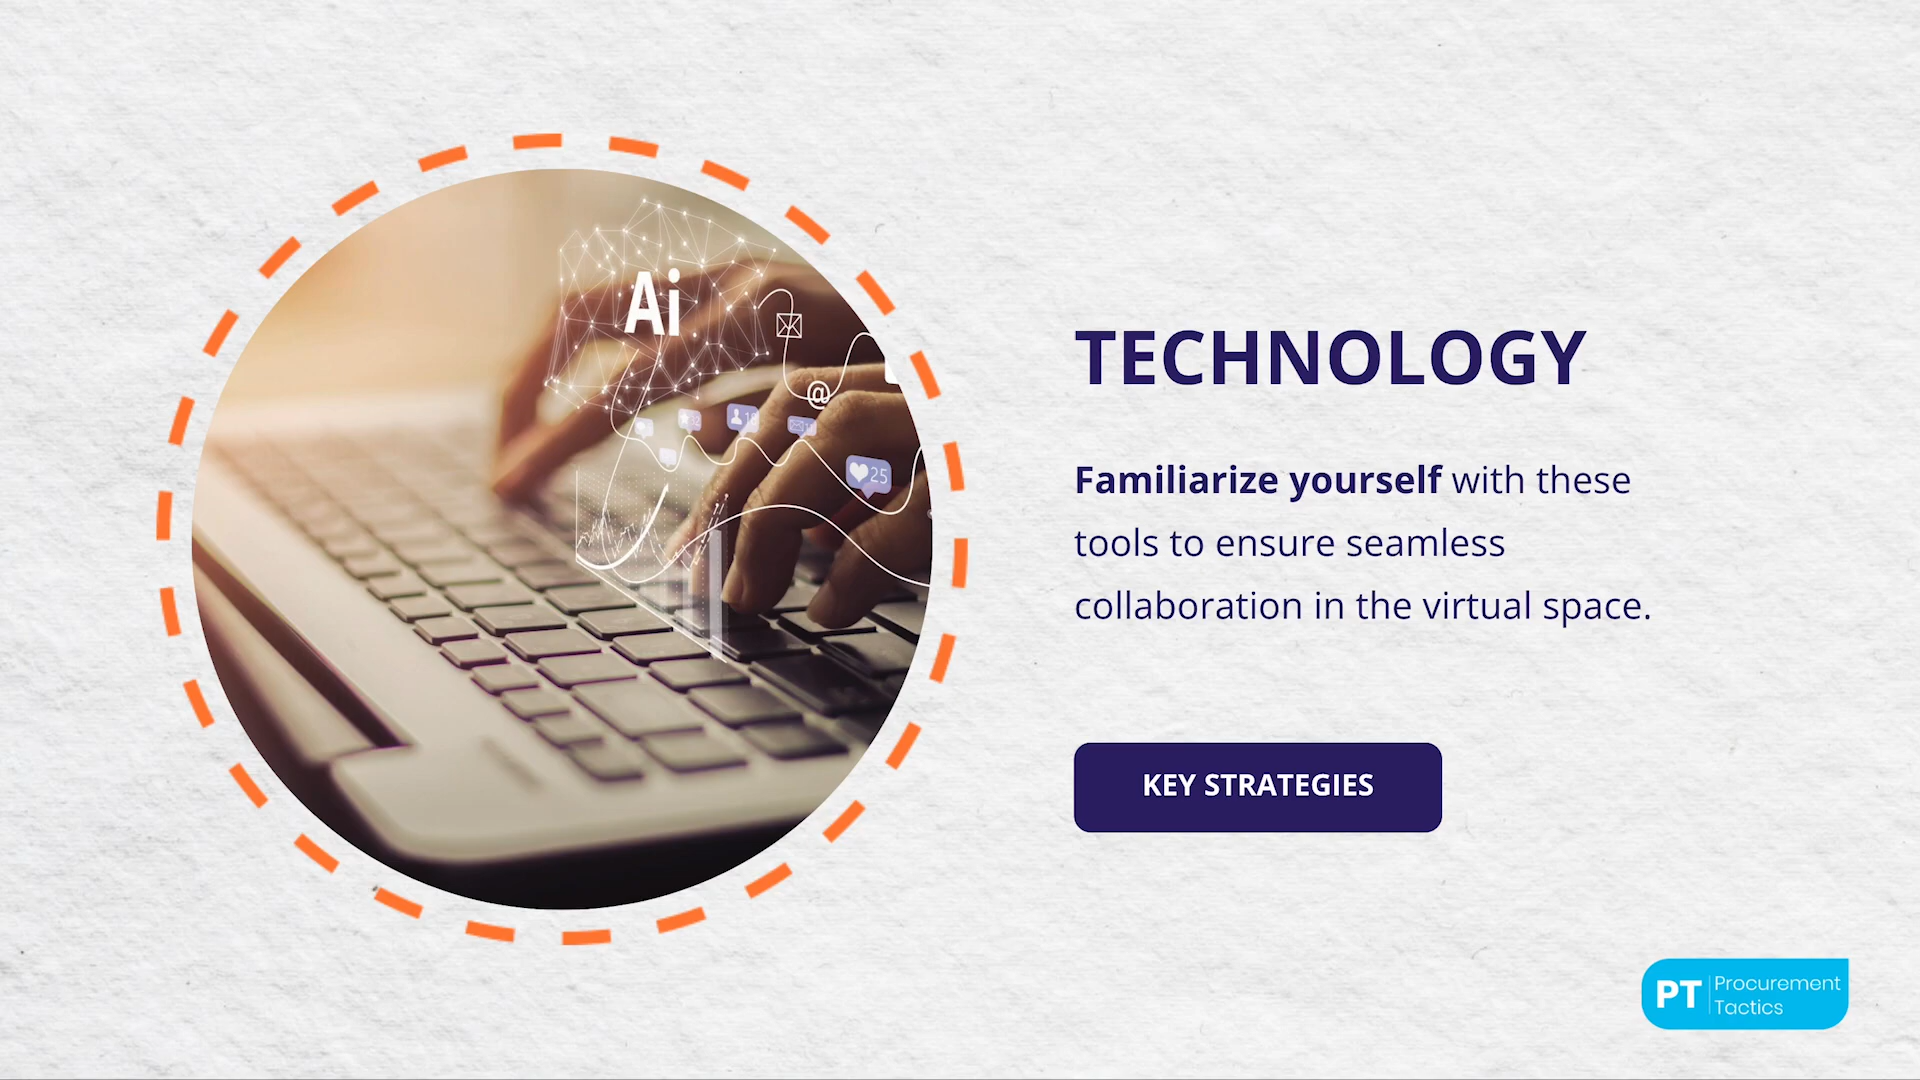 Ai
@
25
TECHNOLOGY
Familiarize yourself with these
tools to ensure seamless
collaboration in the virtual space.
KEY STRATEGIES
PT Procurement
Tactics